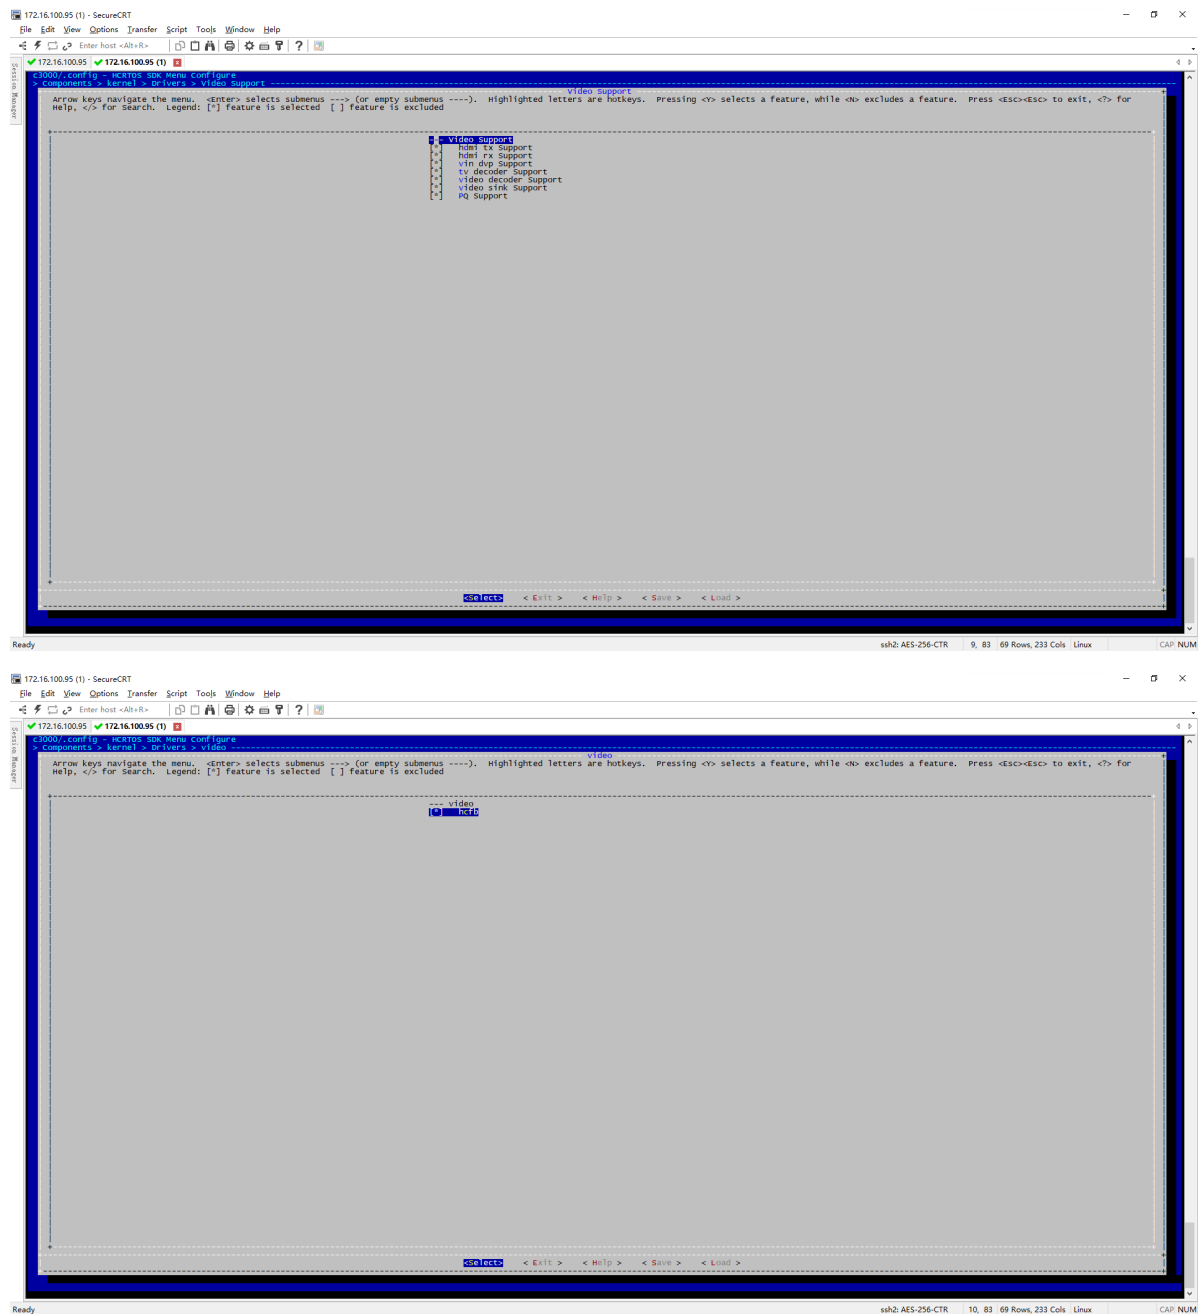 172.16.100.95 (1) - SecureCRT
File Edit View Options Transfer Script Tools Window Help
Enter host <Alt+R>
172.16.100.95 172.16.100.95 (1)
Session Manager
c3000/.config - HCRTOS SDK Menu Configure
> Components > kernel > Drivers > Video Support
Video Support
Arrow keys navigate the menu. <Enter> selects submenus ---> (or empty submenus ----). Highlighted letters are hotkeys. Pressing <Y> selects a feature, while <N> excludes a feature. Press <Esc><Esc> to exit, <?> for
Help, </> for Search. Legend: [*] feature is selected [ ] feature is excluded
--- Video Support
[*] hdmi tx Support
[*] hdmi rx Support
[*] vin dvp Support
[*] tv decoder Support
[*] video decoder Support
[*] video sink Support
[*] PQ Support
<Select> < Exit > < Help > < Save > < Load >
Ready ssh2: AES-256-CTR 9, 83 69 Rows, 233 Cols Linux CAP NUM
172.16.100.95 (1) - SecureCRT
File Edit View Options Transfer Script Tools Window Help
Enter host <Alt+R>
172.16.100.95 172.16.100.95 (1)
Session Manager
c3000/.config - HCRTOS SDK Menu Configure
> Components > kernel > Drivers > video
video
Arrow keys navigate the menu. <Enter> selects submenus ---> (or empty submenus ----). Highlighted letters are hotkeys. Pressing <Y> selects a feature, while <N> excludes a feature. Press <Esc><Esc> to exit, <?> for
Help, </> for Search. Legend: [*] feature is selected [ ] feature is excluded
--- video
[*] hcfb
<Select> < Exit > < Help > < Save > < Load >
Ready ssh2: AES-256-CTR 10, 83 69 Rows, 233 Cols Linux CAP NUM